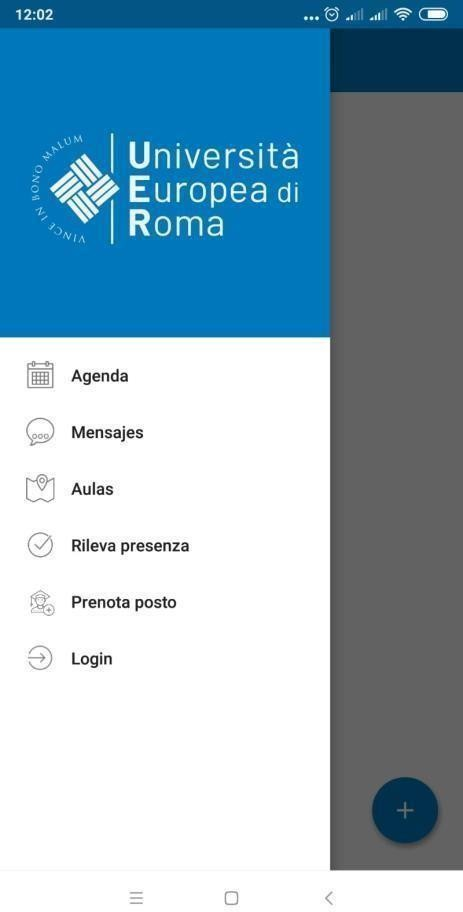 12:02
VINCE IN BONO MALUM
Università
Europea di
Roma
Agenda
Mensajes
Aulas
Rileva presenza
Prenota posto
Login
+